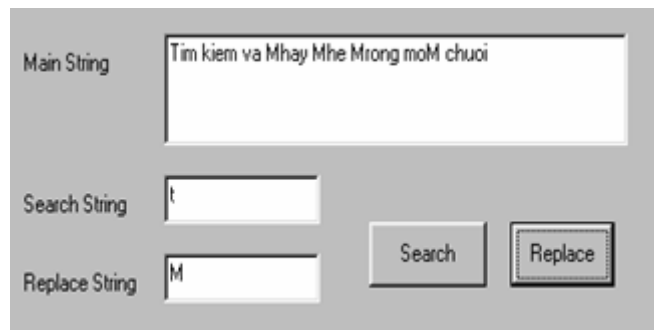 Main String
Tim kiem va Mhay Mhe Mrong moM chuoi
Search String
t
Replace String
M
Search
Replace